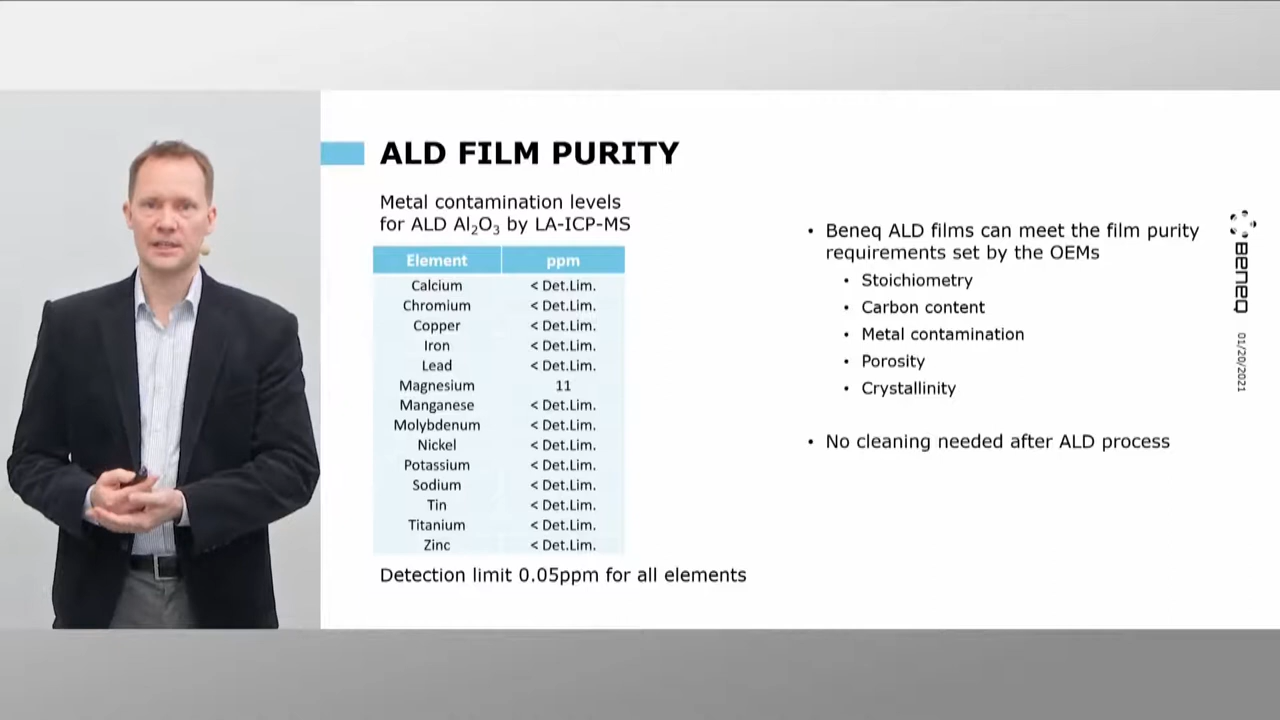 ALD FILM PURITY
Metal contamination levels
for ALD Al₂O₃ by LA-ICP-MS
Element ppm
Calcium < Det.Lim.
Chromium < Det.Lim.
Copper < Det.Lim.
Iron < Det.Lim.
Lead < Det.Lim.
Magnesium 11
Manganese < Det.Lim.
Molybdenum < Det.Lim.
Nickel < Det.Lim.
Potassium < Det.Lim.
Sodium < Det.Lim.
Tin < Det.Lim.
Titanium < Det.Lim.
Zinc < Det.Lim.
Detection limit 0.05ppm for all elements
• Beneq ALD films can meet the film purity
requirements set by the OEMs
• Stoichiometry
• Carbon content
• Metal contamination
• Porosity
• Crystallinity
• No cleaning needed after ALD process
Beneq
01/20/2021